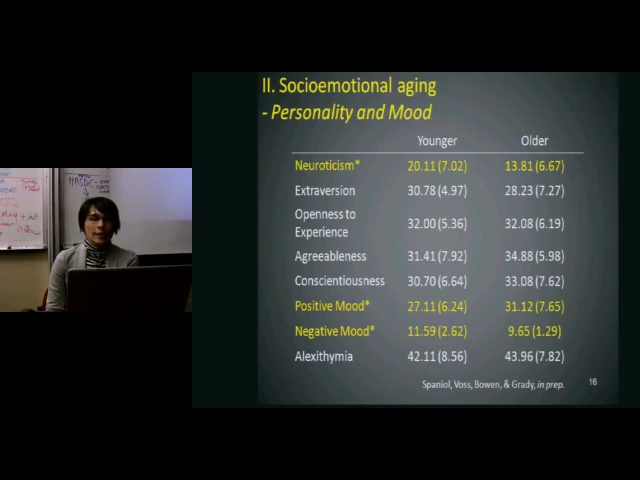 II. Socioemotional aging
- Personality and Mood
Younger Older
Neuroticism* 20.11 (7.02) 13.81 (6.67)
Extraversion 30.78 (4.97) 28.23 (7.27)
Openness to
Experience 32.00 (5.36) 32.08 (6.19)
Agreeableness 31.41 (7.92) 34.88 (5.98)
Conscientiousness 30.70 (6.64) 33.08 (7.62)
Positive Mood* 27.11 (6.24) 31.12 (7.65)
Negative Mood* 11.59 (2.62) 9.65 (1.29)
Alexithymia 42.11 (8.56) 43.96 (7.82)
Spaniol, Voss, Bowen, & Grady, in prep.
16